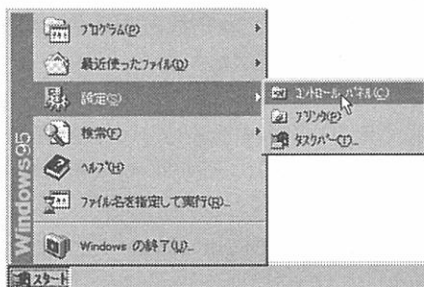 プログラム(P)
最近使ったファイル(D)
設定(S)
検索(F)
ヘルプ(H)
ファイル名を指定して実行(R)...
Windows の終了(U)...
Windows95
スタート
コントロール パネル(C)
プリンタ(P)
タスクバー(T)...